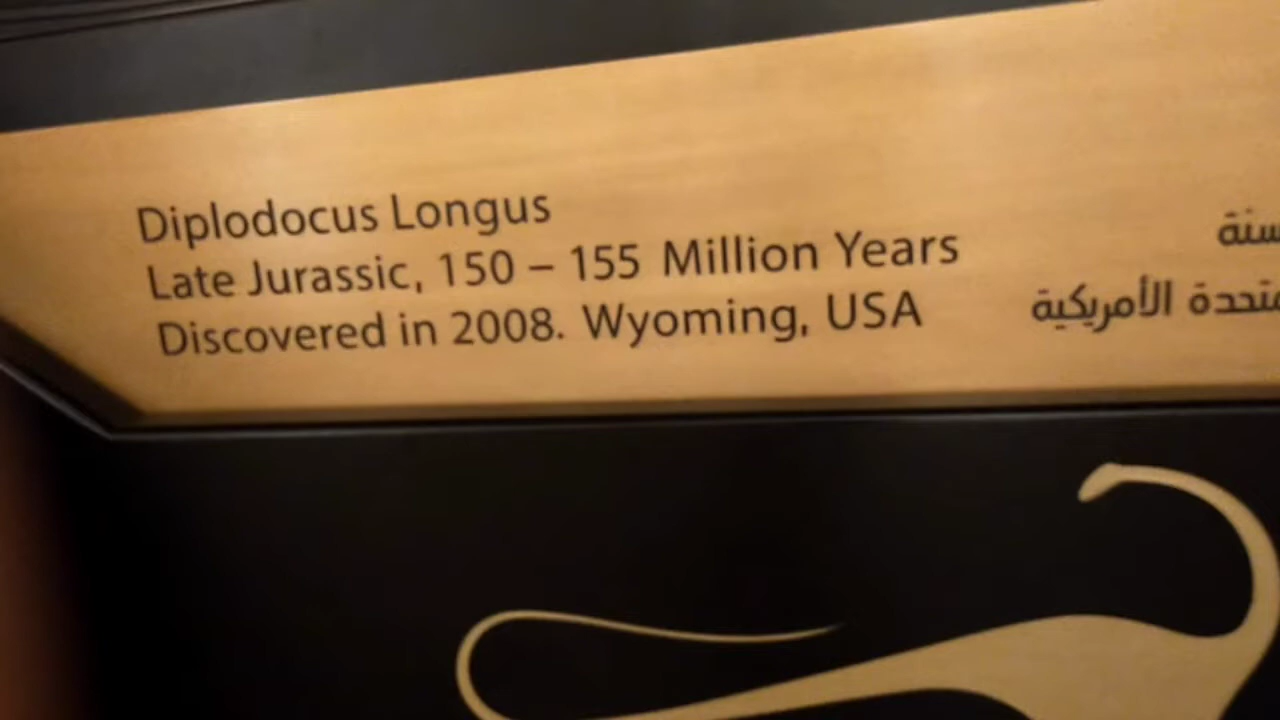 Diplodocus Longus
Late Jurassic, 150 – 155 Million Years
Discovered in 2008. Wyoming, USA
سنة
الأمريكية